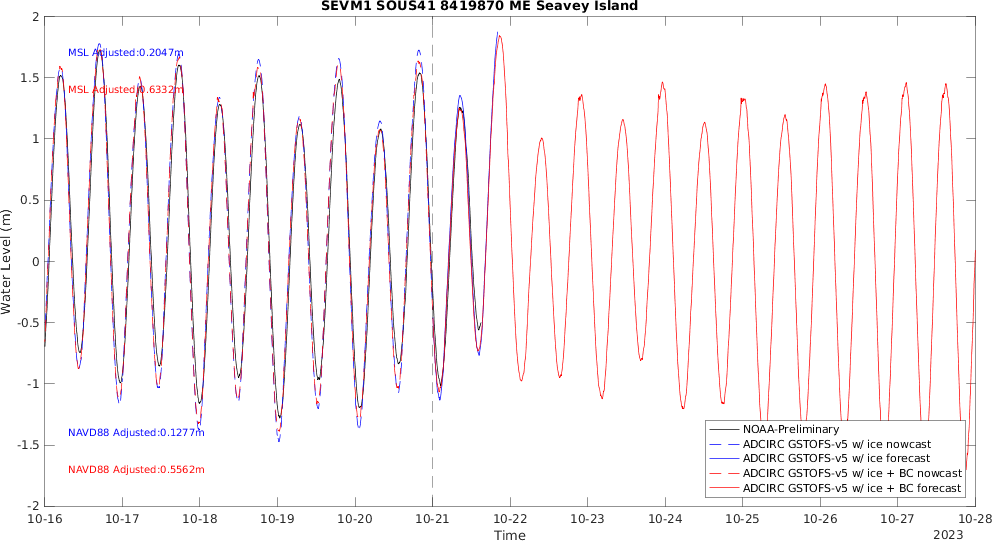 SEVM1 SOUS41 8419870 ME Seavey Island
2
MSL Adjusted:0.2047m
1.5
MSL Adjusted:0.6332m
1
0.5
0
Water Level (m)
-0.5
-1
NAVD88 Adjusted:0.1277m
-1.5
NAVD88 Adjusted:0.5562m
-2
NOAA-Preliminary
ADCIRC GSTOFS-v5 w/ ice nowcast
ADCIRC GSTOFS-v5 w/ ice forecast
ADCIRC GSTOFS-v5 w/ ice + BC nowcast
ADCIRC GSTOFS-v5 w/ ice + BC forecast
10-16 10-17 10-18 10-19 10-20 10-21 10-22 10-23 10-24 10-25 10-26 10-27 10-28
Time
2023